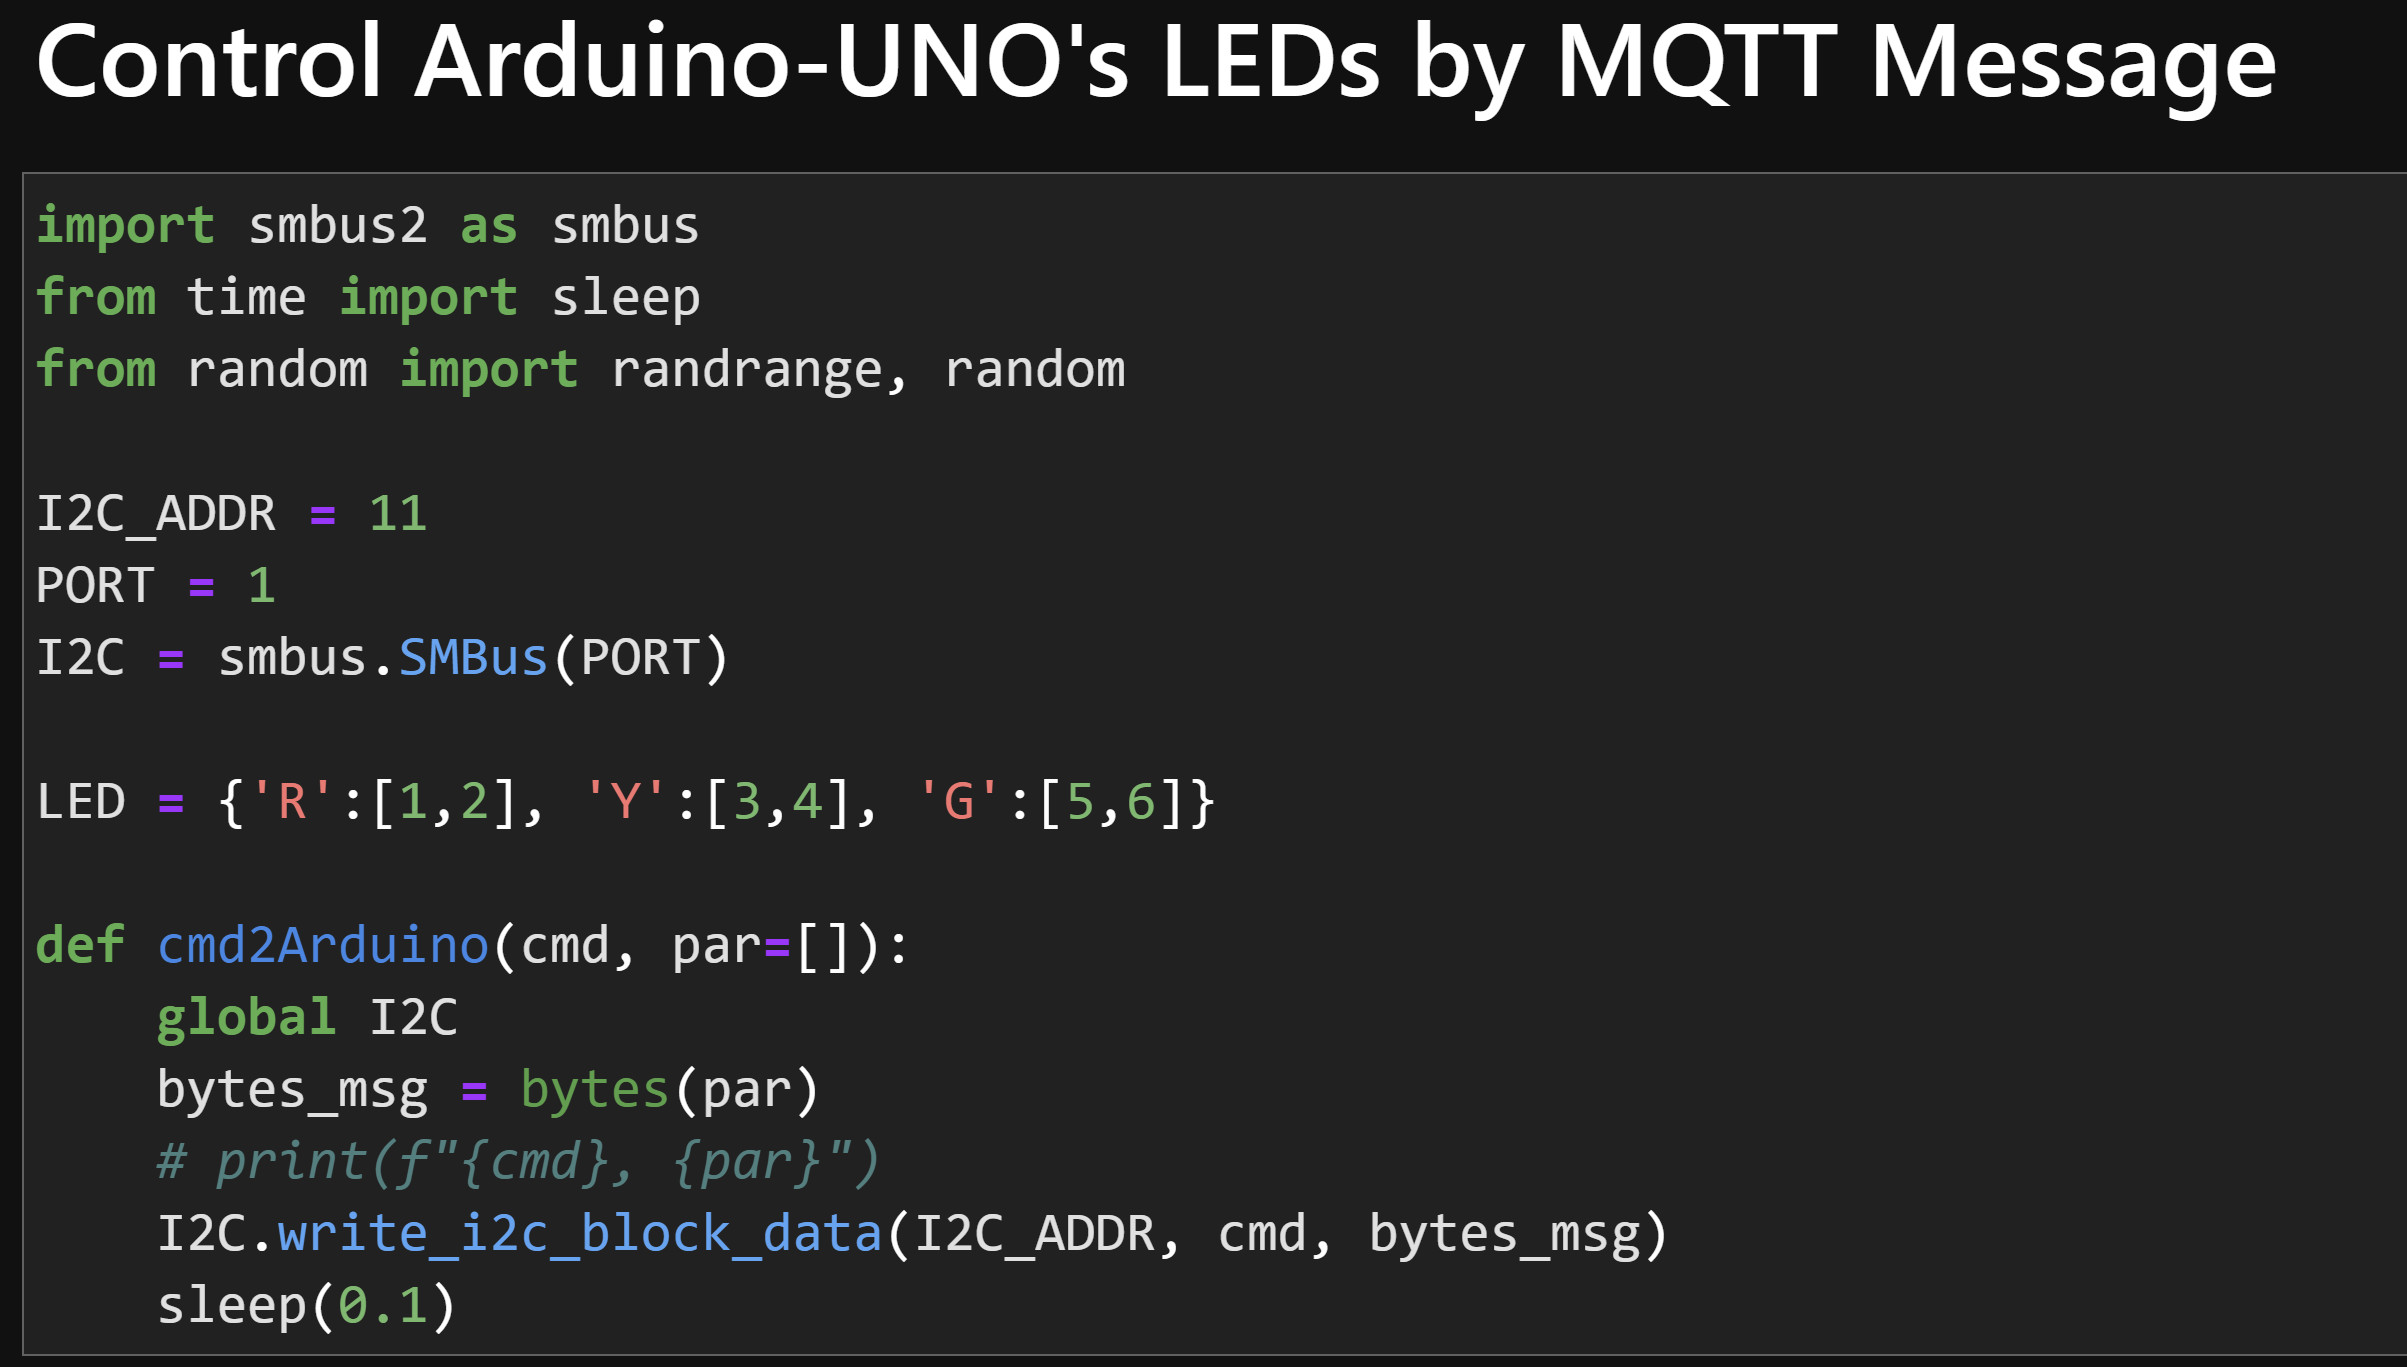 Control Arduino-UNO's LEDs by MQTT Message
import smbus2 as smbus
from time import sleep
from random import randrange, random

I2C_ADDR = 11
PORT = 1
I2C = smbus.SMBus(PORT)

LED = {'R':[1,2], 'Y':[3,4], 'G':[5,6]}

def cmd2Arduino(cmd, par=[]):
    global I2C
    bytes_msg = bytes(par)
    # print(f"{cmd}, {par}")
    I2C.write_i2c_block_data(I2C_ADDR, cmd, bytes_msg)
    sleep(0.1)